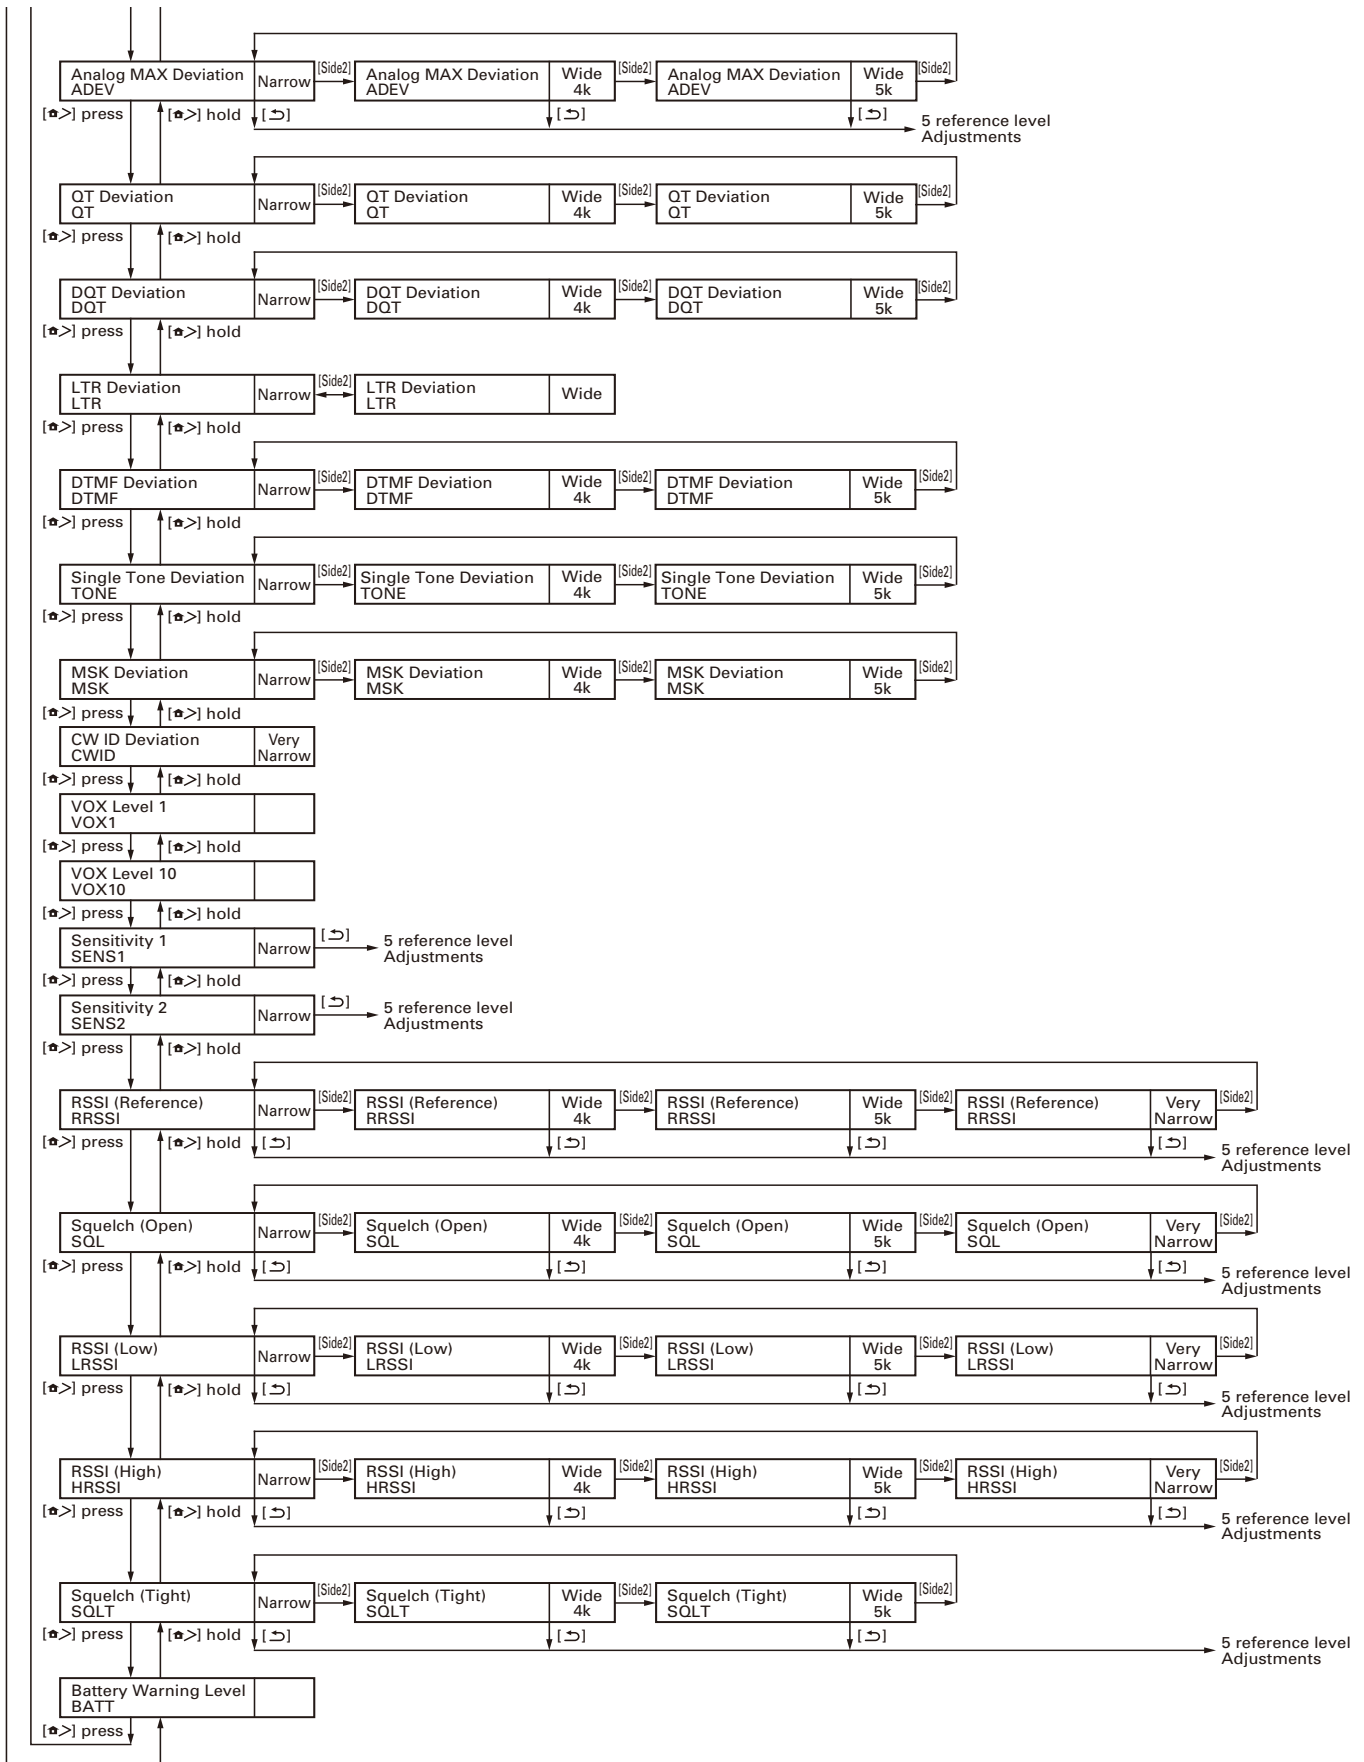 Analog MAX Deviation
ADEV
Narrow
[Side2]
Analog MAX Deviation
ADEV
Wide
4k
[Side2]
Analog MAX Deviation
ADEV
Wide
5k
[Side2]
[☗>] press
[☗>] hold
[⮌]
[⮌]
[⮌]
5 reference level
Adjustments
QT Deviation
QT
Narrow
[Side2]
QT Deviation
QT
Wide
4k
[Side2]
QT Deviation
QT
Wide
5k
[Side2]
[☗>] press
[☗>] hold
DQT Deviation
DQT
Narrow
[Side2]
DQT Deviation
DQT
Wide
4k
[Side2]
DQT Deviation
DQT
Wide
5k
[Side2]
[☗>] press
[☗>] hold
LTR Deviation
LTR
Narrow
[Side2]
LTR Deviation
LTR
Wide
[☗>] press
[☗>] hold
DTMF Deviation
DTMF
Narrow
[Side2]
DTMF Deviation
DTMF
Wide
4k
[Side2]
DTMF Deviation
DTMF
Wide
5k
[Side2]
[☗>] press
[☗>] hold
Single Tone Deviation
TONE
Narrow
[Side2]
Single Tone Deviation
TONE
Wide
4k
[Side2]
Single Tone Deviation
TONE
Wide
5k
[Side2]
[☗>] press
[☗>] hold
MSK Deviation
MSK
Narrow
[Side2]
MSK Deviation
MSK
Wide
4k
[Side2]
MSK Deviation
MSK
Wide
5k
[Side2]
[☗>] press
[☗>] hold
CW ID Deviation
CWID
Very
Narrow
[☗>] press
[☗>] hold
VOX Level 1
VOX1
[☗>] press
[☗>] hold
VOX Level 10
VOX10
[☗>] press
[☗>] hold
Sensitivity 1
SENS1
Narrow
[⮌]
5 reference level
Adjustments
[☗>] press
[☗>] hold
Sensitivity 2
SENS2
Narrow
[⮌]
5 reference level
Adjustments
[☗>] press
[☗>] hold
RSSI (Reference)
RRSSI
Narrow
[Side2]
RSSI (Reference)
RRSSI
Wide
4k
[Side2]
RSSI (Reference)
RRSSI
Wide
5k
[Side2]
RSSI (Reference)
RRSSI
Very
Narrow
[Side2]
[☗>] press
[☗>] hold
[⮌]
[⮌]
[⮌]
[⮌]
5 reference level
Adjustments
Squelch (Open)
SQL
Narrow
[Side2]
Squelch (Open)
SQL
Wide
4k
[Side2]
Squelch (Open)
SQL
Wide
5k
[Side2]
Squelch (Open)
SQL
Very
Narrow
[Side2]
[☗>] press
[☗>] hold
[⮌]
[⮌]
[⮌]
[⮌]
5 reference level
Adjustments
RSSI (Low)
LRSSI
Narrow
[Side2]
RSSI (Low)
LRSSI
Wide
4k
[Side2]
RSSI (Low)
LRSSI
Wide
5k
[Side2]
RSSI (Low)
LRSSI
Very
Narrow
[Side2]
[☗>] press
[☗>] hold
[⮌]
[⮌]
[⮌]
[⮌]
5 reference level
Adjustments
RSSI (High)
HRSSI
Narrow
[Side2]
RSSI (High)
HRSSI
Wide
4k
[Side2]
RSSI (High)
HRSSI
Wide
5k
[Side2]
RSSI (High)
HRSSI
Very
Narrow
[Side2]
[☗>] press
[☗>] hold
[⮌]
[⮌]
[⮌]
[⮌]
5 reference level
Adjustments
Squelch (Tight)
SQLT
Narrow
[Side2]
Squelch (Tight)
SQLT
Wide
4k
[Side2]
Squelch (Tight)
SQLT
Wide
5k
[Side2]
[☗>] press
[☗>] hold
[⮌]
[⮌]
[⮌]
5 reference level
Adjustments
Battery Warning Level
BATT
[☗>] press